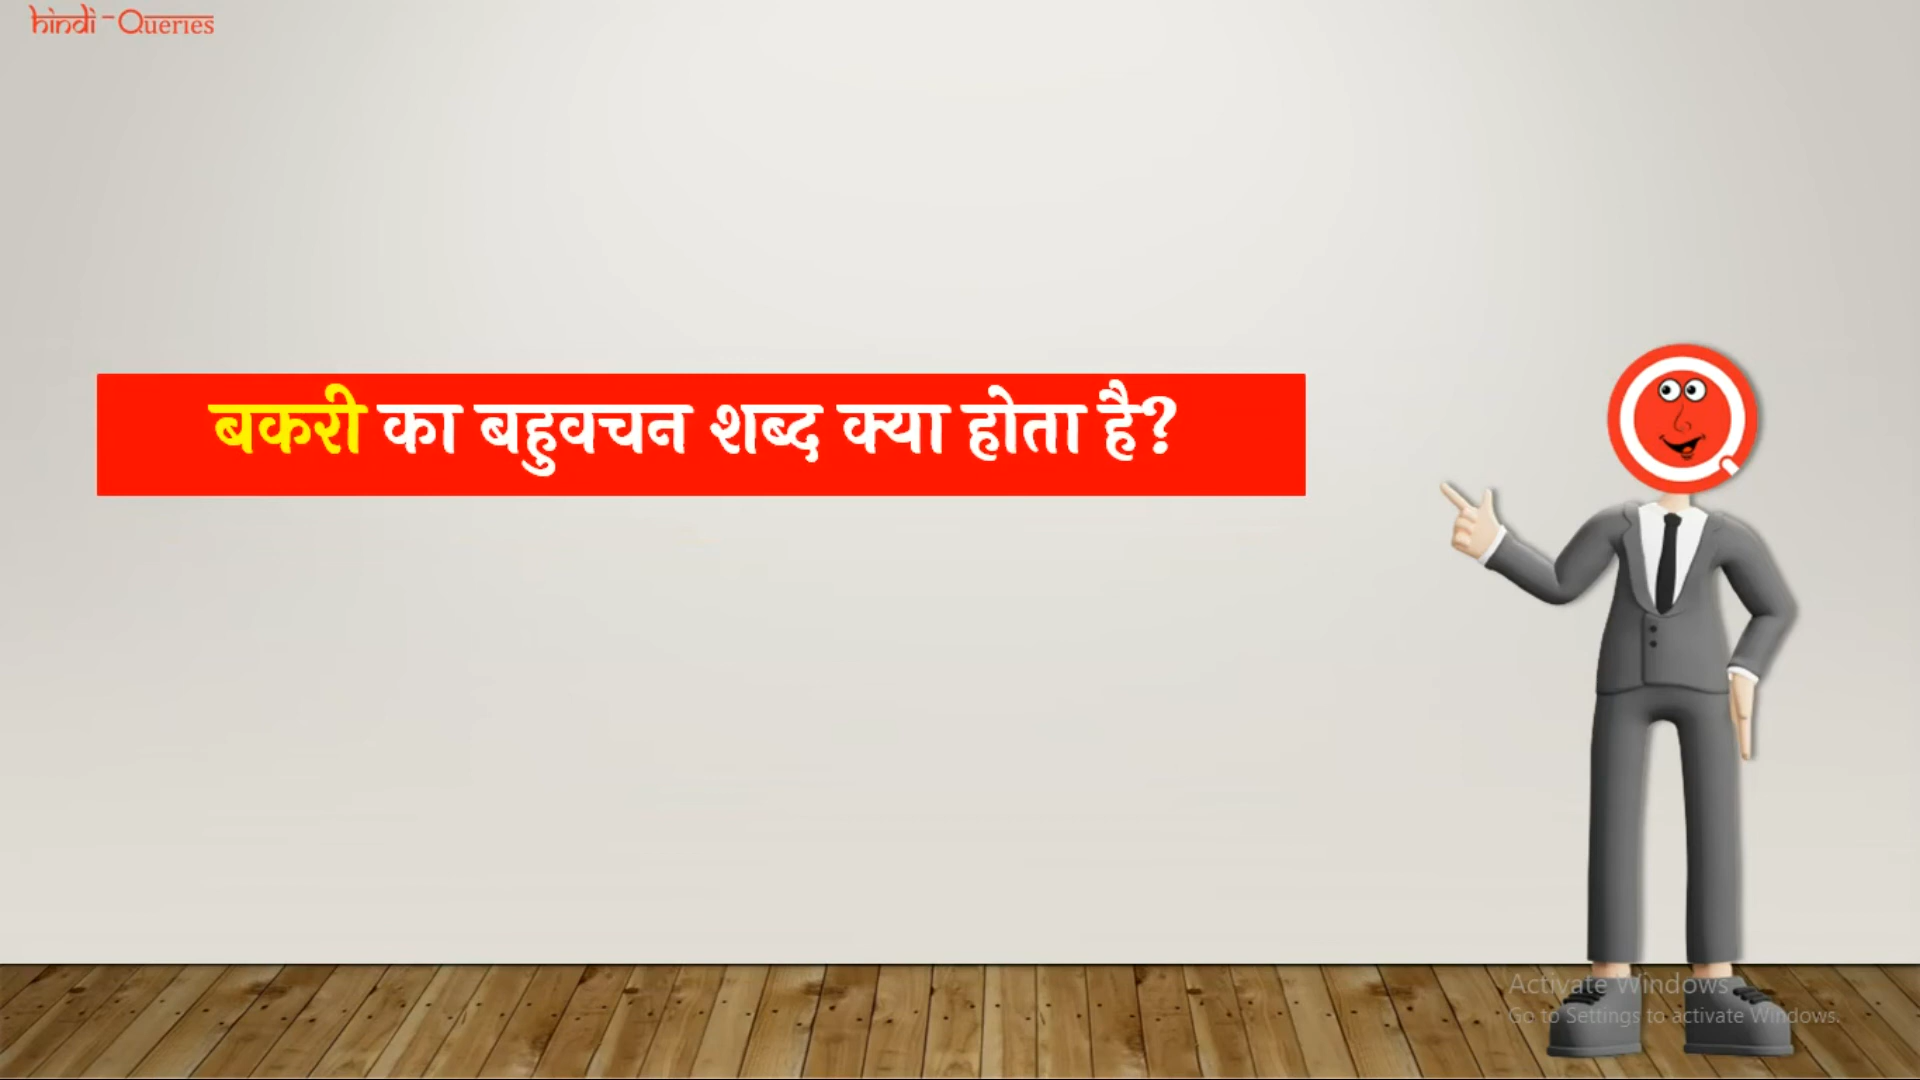 hindi-Queries
बकरी का बहुवचन शब्द क्या होता है?
Activate Windows
Go to Settings to activate Windows.